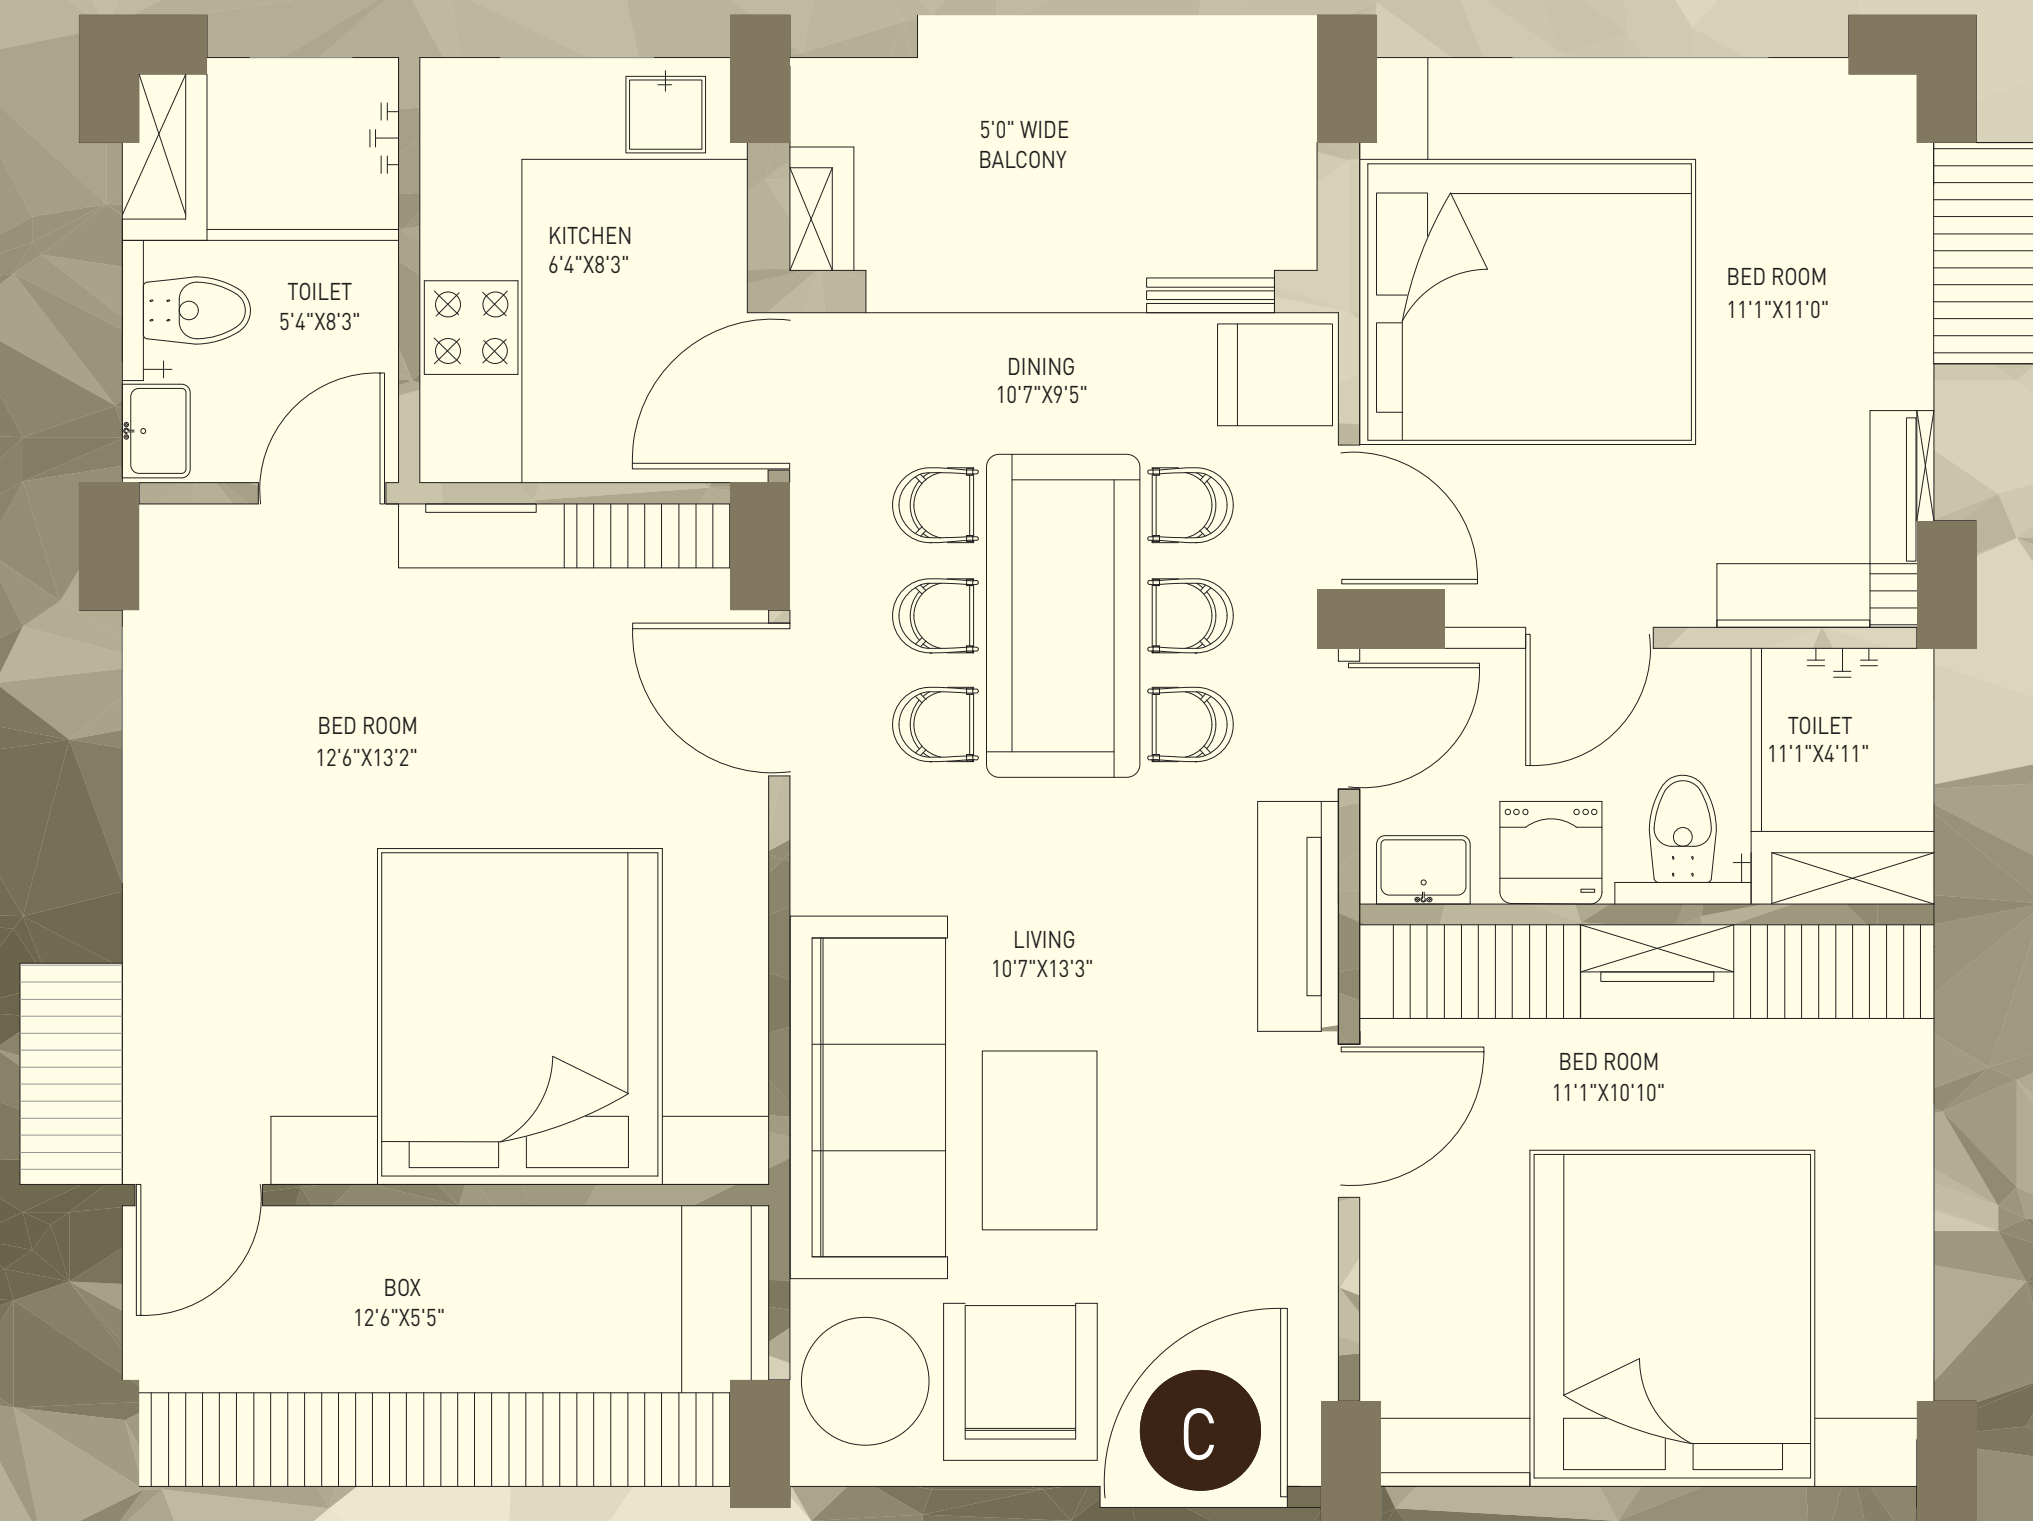 5'0" WIDE
BALCONY
KITCHEN
6'4"X8'3"
TOILET
5'4"X8'3"
BED ROOM
11'1"X11'0"
DINING
10'7"X9'5"
BED ROOM
12'6"X13'2"
TOILET
11'1"X4'11"
LIVING
10'7"X13'3"
BED ROOM
11'1"X10'10"
BOX
12'6"X5'5"
C